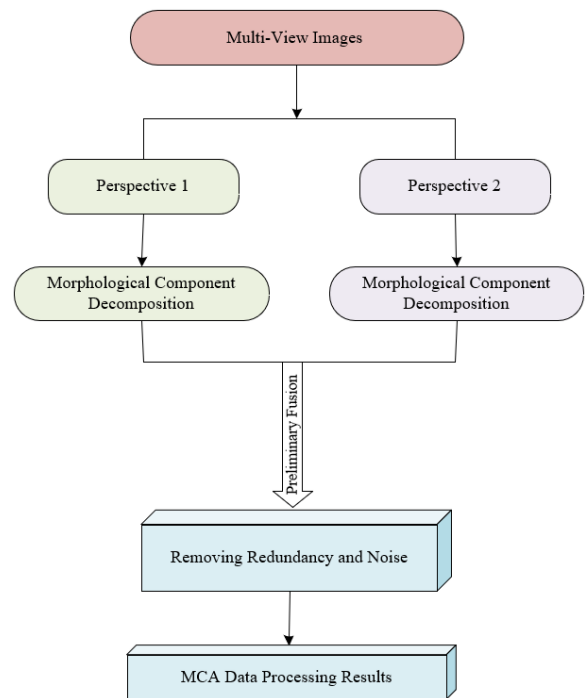 Multi-View Images
Perspective 1
Perspective 2
Morphological Component
Decomposition
Morphological Component
Decomposition
Preliminary Fusion
Removing Redundancy and Noise
MCA Data Processing Results